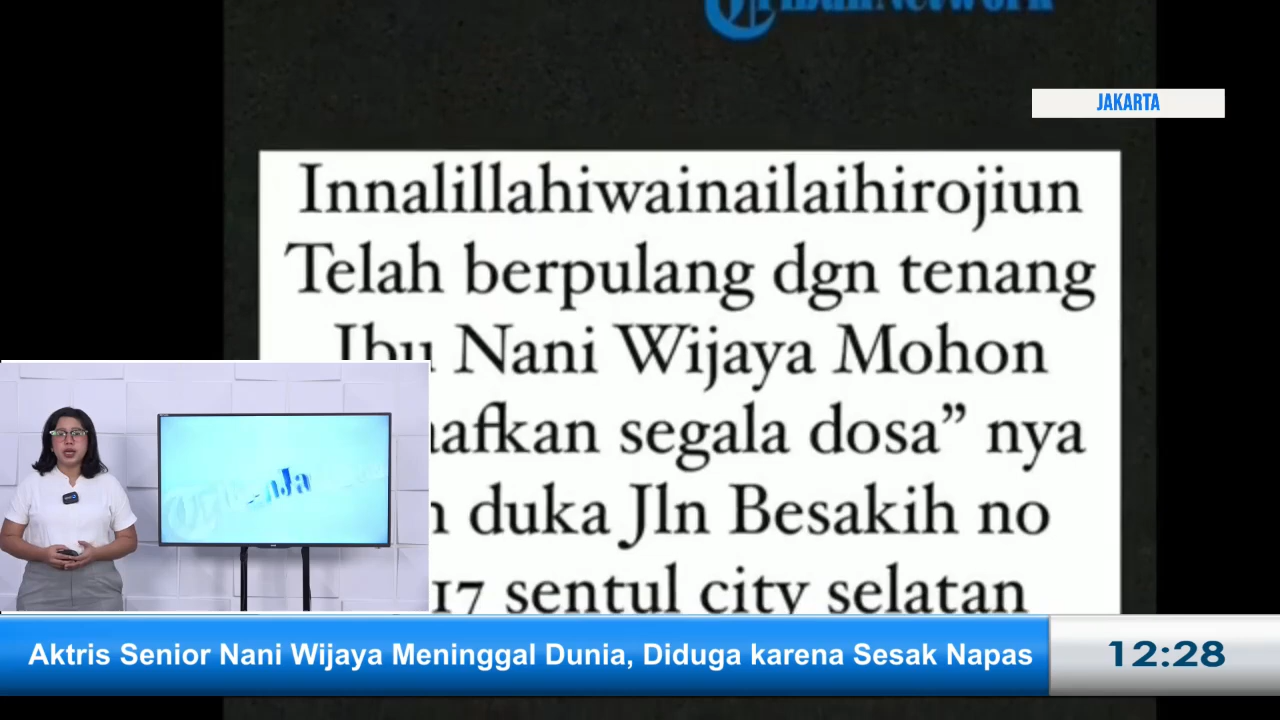 JAKARTA
Innalillahiwainailaihirojiun
Telah berpulang dgn tenang
Ibu Nani Wijaya Mohon
segala dosa” nya
duka Jln Besakih no
17 sentul city selatan
Aktris Senior Nani Wijaya Meninggal Dunia, Diduga karena Sesak Napas
12:28